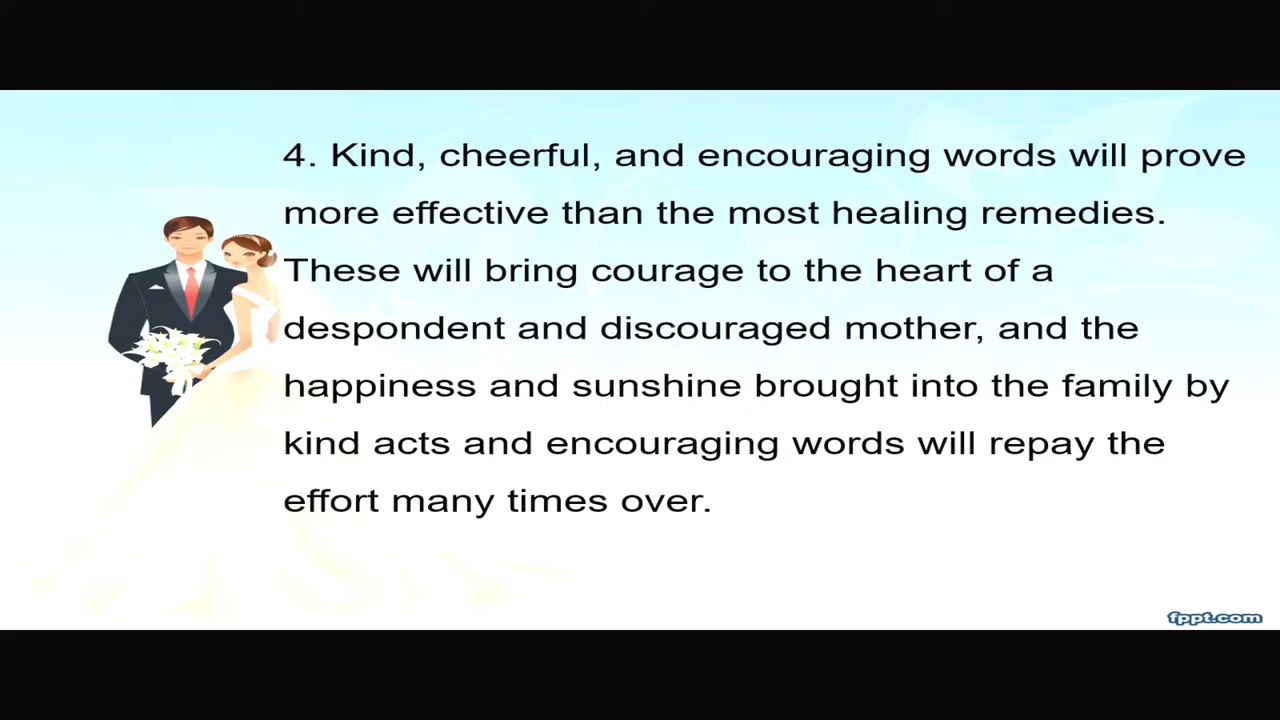 4. Kind, cheerful, and encouraging words will prove
more effective than the most healing remedies.
These will bring courage to the heart of a
despondent and discouraged mother, and the
happiness and sunshine brought into the family by
kind acts and encouraging words will repay the
effort many times over.
fppt.com